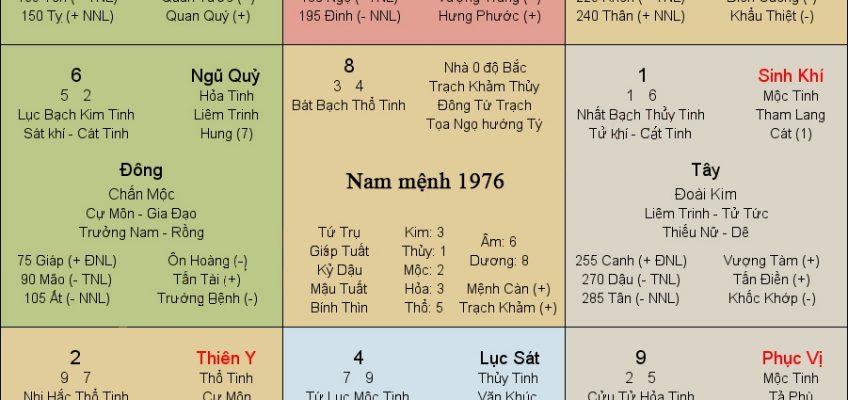 150 Tỵ (+ NNL) Quan Quý (+)
195 Đinh (- NNL) Hưng Phước (+)
240 Thân (+ NNL) Khẩu Thiệt (-)
6 Ngũ Quỷ
5 2 Hỏa Tinh
Lục Bạch Kim Tinh Liêm Trinh
Sát khí - Cát Tinh Hung (7)
Đông
Chấn Mộc
Cự Môn - Gia Đạo
Trưởng Nam - Rồng
75 Giáp (+ ĐNL) Ôn Hoàng (-)
90 Mão (- TNL) Tấn Tài (+)
105 Ất (- NNL) Trưởng Bệnh (-)
8 Nhà 0 độ Bắc
3 4 Trạch Khảm Thủy
Bát Bạch Thổ Tinh Đông Tứ Trạch
Tọa Ngọ hướng Tý
Nam mệnh 1976
Tứ Trụ Kim: 3
Giáp Tuất Thủy: 1 Âm: 6
Kỷ Dậu Mộc: 2 Dương: 8
Mậu Tuất Hỏa: 3 Mệnh Càn (+)
Bính Thìn Thổ: 5 Trạch Khảm (+)
1 Sinh Khí
1 6 Mộc Tinh
Nhất Bạch Thủy Tinh Tham Lang
Tử khí - Cát Tinh Cát (1)
Tây
Đoài Kim
Liêm Trinh - Tử Tức
Thiếu Nữ - Dê
255 Canh (+ ĐNL) Vượng Tàm (+)
270 Dậu (- TNL) Tấn Điền (+)
285 Tân (- NNL) Khốc Khớp (-)
2 Thiên Y
9 7 Thổ Tinh
Nhị Hắc Thổ Tinh Cự Môn
4 Lục Sát
7 9 Thủy Tinh
Tứ Lục Mộc Tinh Văn Khúc
9 Phục Vị
2 5 Mộc Tinh
Cửu Tử Hỏa Tinh Tả Phù